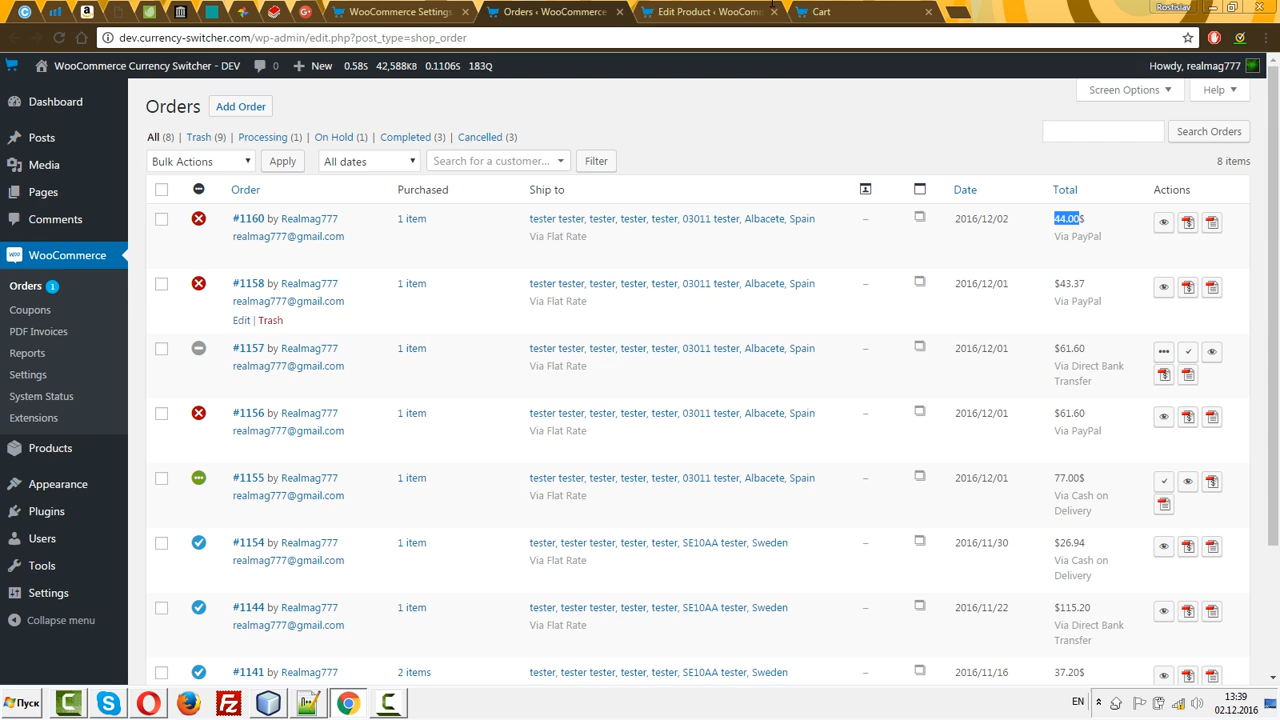 WooCommerce Settings
Orders ‹ WooCommerce
Edit Product ‹ WooCom
Cart
Rostislav
dev.currency-switcher.com/wp-admin/edit.php?post_type=shop_order
WooCommerce Currency Switcher - DEV
0
New
0.58S 42,588KB 0.1106S 183Q
Howdy, realmag777
Dashboard
Posts
Media
Pages
Comments
WooCommerce
Orders 1
Coupons
PDF Invoices
Reports
Settings
System Status
Extensions
Products
Appearance
Plugins
Users
Tools
Settings
Collapse menu
Screen Options
Help
Orders
Add Order
All (8) | Trash (9) | Processing (1) | On Hold (1) | Completed (3) | Cancelled (3)
Search Orders
Bulk Actions
Apply
All dates
Search for a customer...
Filter
8 items
Order Purchased Ship to Date Total Actions
#1160 by Realmag777 1 item tester tester, tester, tester, tester, 03011 tester, Albacete, Spain – 2016/12/02 44.00$
realmag777@gmail.com Via Flat Rate Via PayPal
#1158 by Realmag777 1 item tester tester, tester, tester, tester, 03011 tester, Albacete, Spain – 2016/12/01 $43.37
realmag777@gmail.com Via Flat Rate Via PayPal
Edit | Trash
#1157 by Realmag777 1 item tester tester, tester, tester, tester, 03011 tester, Albacete, Spain – 2016/12/01 $61.60
realmag777@gmail.com Via Flat Rate Via Direct Bank
Transfer
#1156 by Realmag777 1 item tester tester, tester, tester, tester, 03011 tester, Albacete, Spain – 2016/12/01 $61.60
realmag777@gmail.com Via Flat Rate Via PayPal
#1155 by Realmag777 1 item tester tester, tester, tester, tester, 03011 tester, Albacete, Spain – 2016/12/01 77.00$
realmag777@gmail.com Via Flat Rate Via Cash on
Delivery
#1154 by Realmag777 1 item tester, tester, tester, tester, SE10AA tester, Sweden – 2016/11/30 $26.94
realmag777@gmail.com Via Flat Rate Via Cash on
Delivery
#1144 by Realmag777 1 item tester, tester, tester, tester, SE10AA tester, Sweden – 2016/11/22 $115.20
realmag777@gmail.com Via Flat Rate Via Direct Bank
Transfer
#1141 by Realmag777 2 items tester, tester, tester, tester, SE10AA tester, Sweden – 2016/11/16 37.20$
Пуск
EN
13:39
02.12.2016